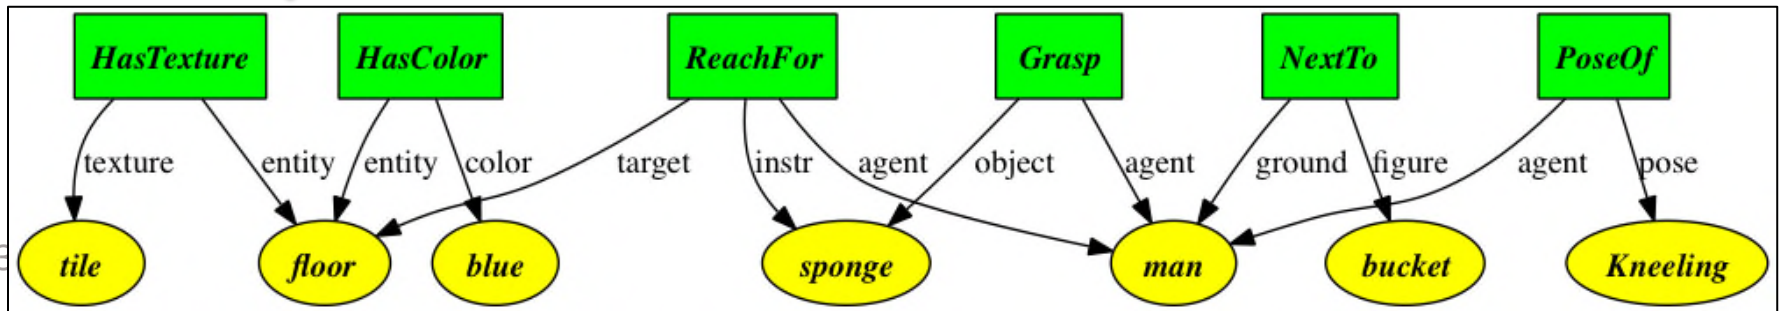 HasTexture HasColor ReachFor Grasp NextTo PoseOf
texture entity entity color target instr agent object agent ground figure agent pose
tile floor blue sponge man bucket Kneeling